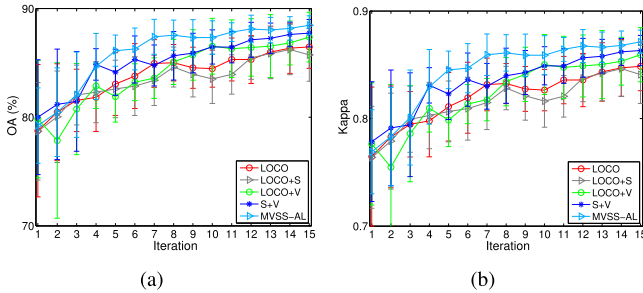 90
80
70
OA (%)
1 2 3 4 5 6 7 8 9 10 11 12 13 14 15
Iteration
LOCO
LOCO+S
LOCO+V
S+V
MVSS-AL
(a)
0.9
0.8
0.7
Kappa
1 2 3 4 5 6 7 8 9 10 11 12 13 14 15
Iteration
LOCO
LOCO+S
LOCO+V
S+V
MVSS-AL
(b)